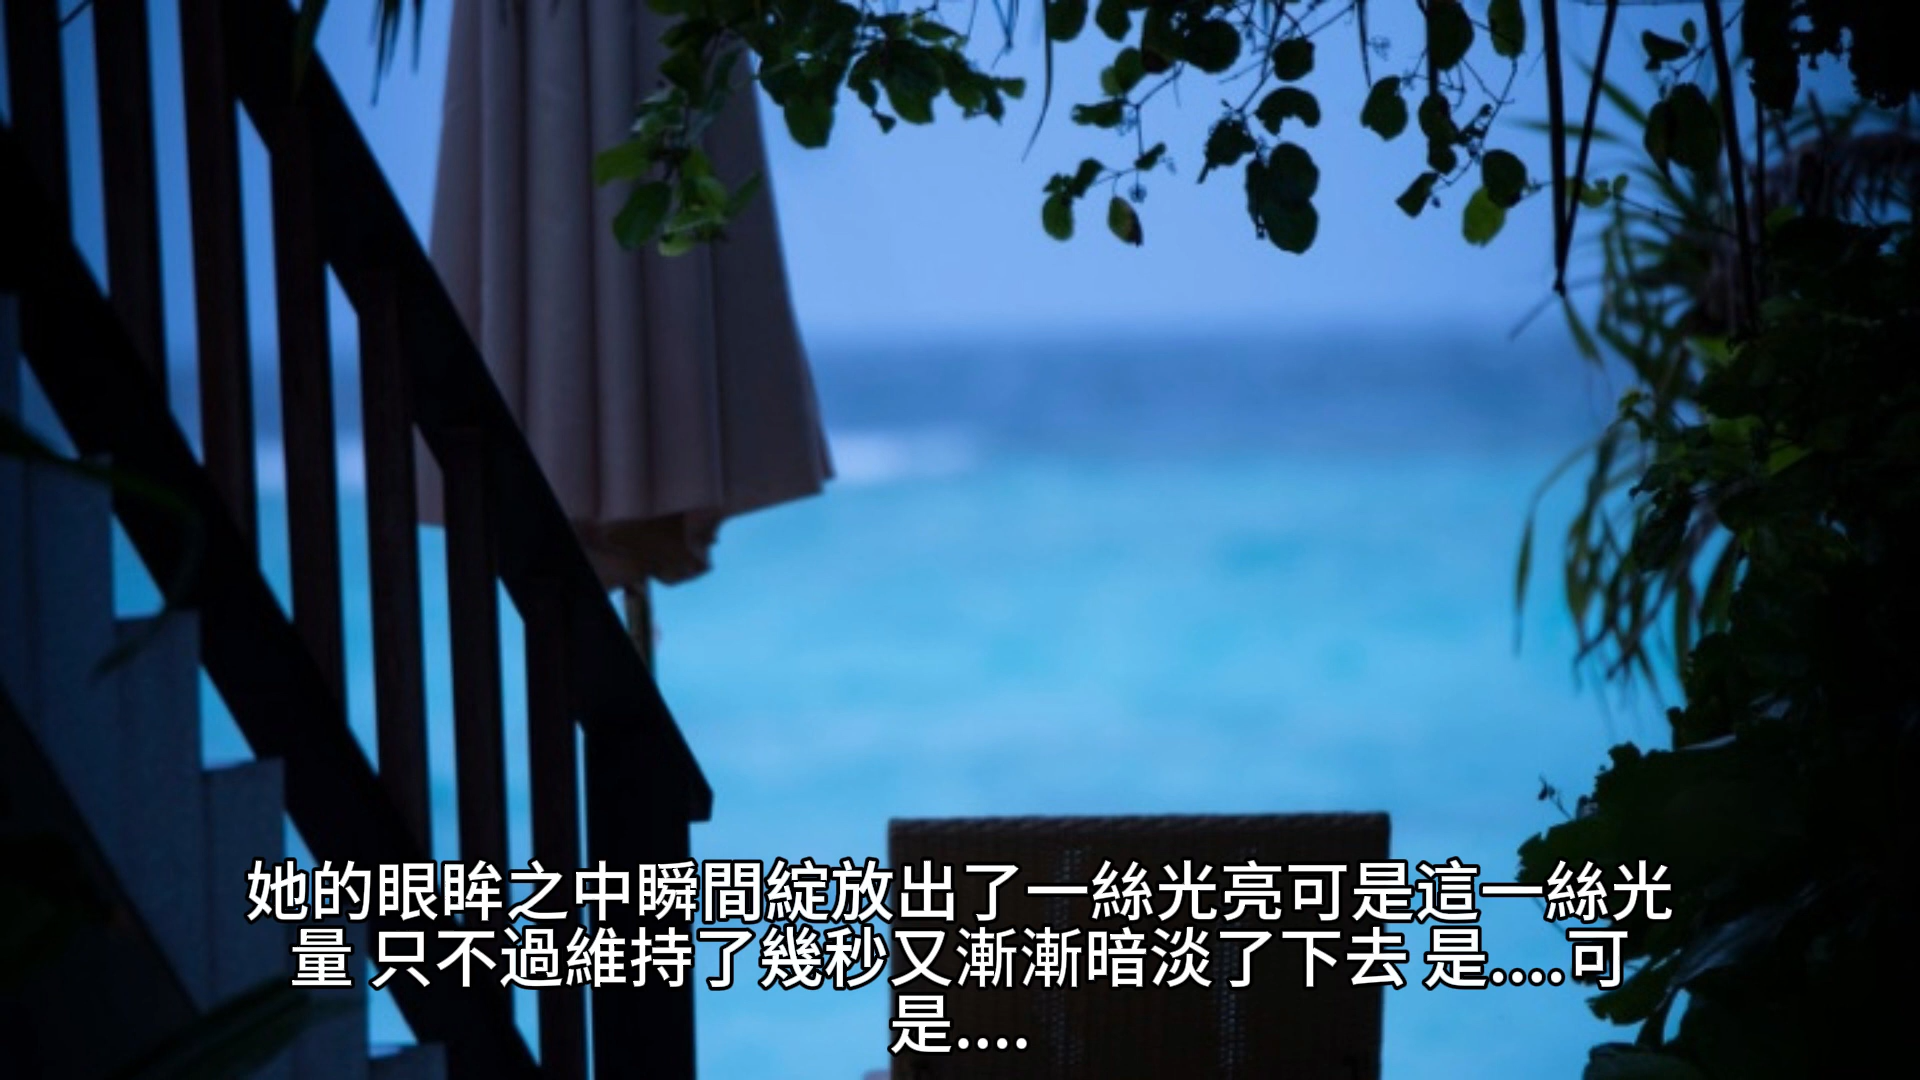 她的眼眸之中瞬間綻放出了一絲光亮可是這一絲光
量 只不過維持了幾秒又漸漸暗淡了下去 是....可
是....